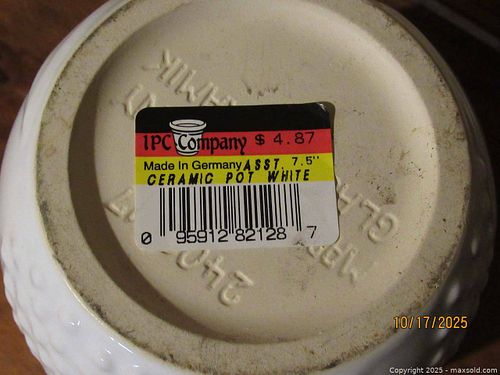 IPC Company $ 4.87
Made In Germany ASST. 7.5"
CERAMIC POT WHITE
0 95912 82128 7
10/17/2025
Copyright 2025 - maxsold.com